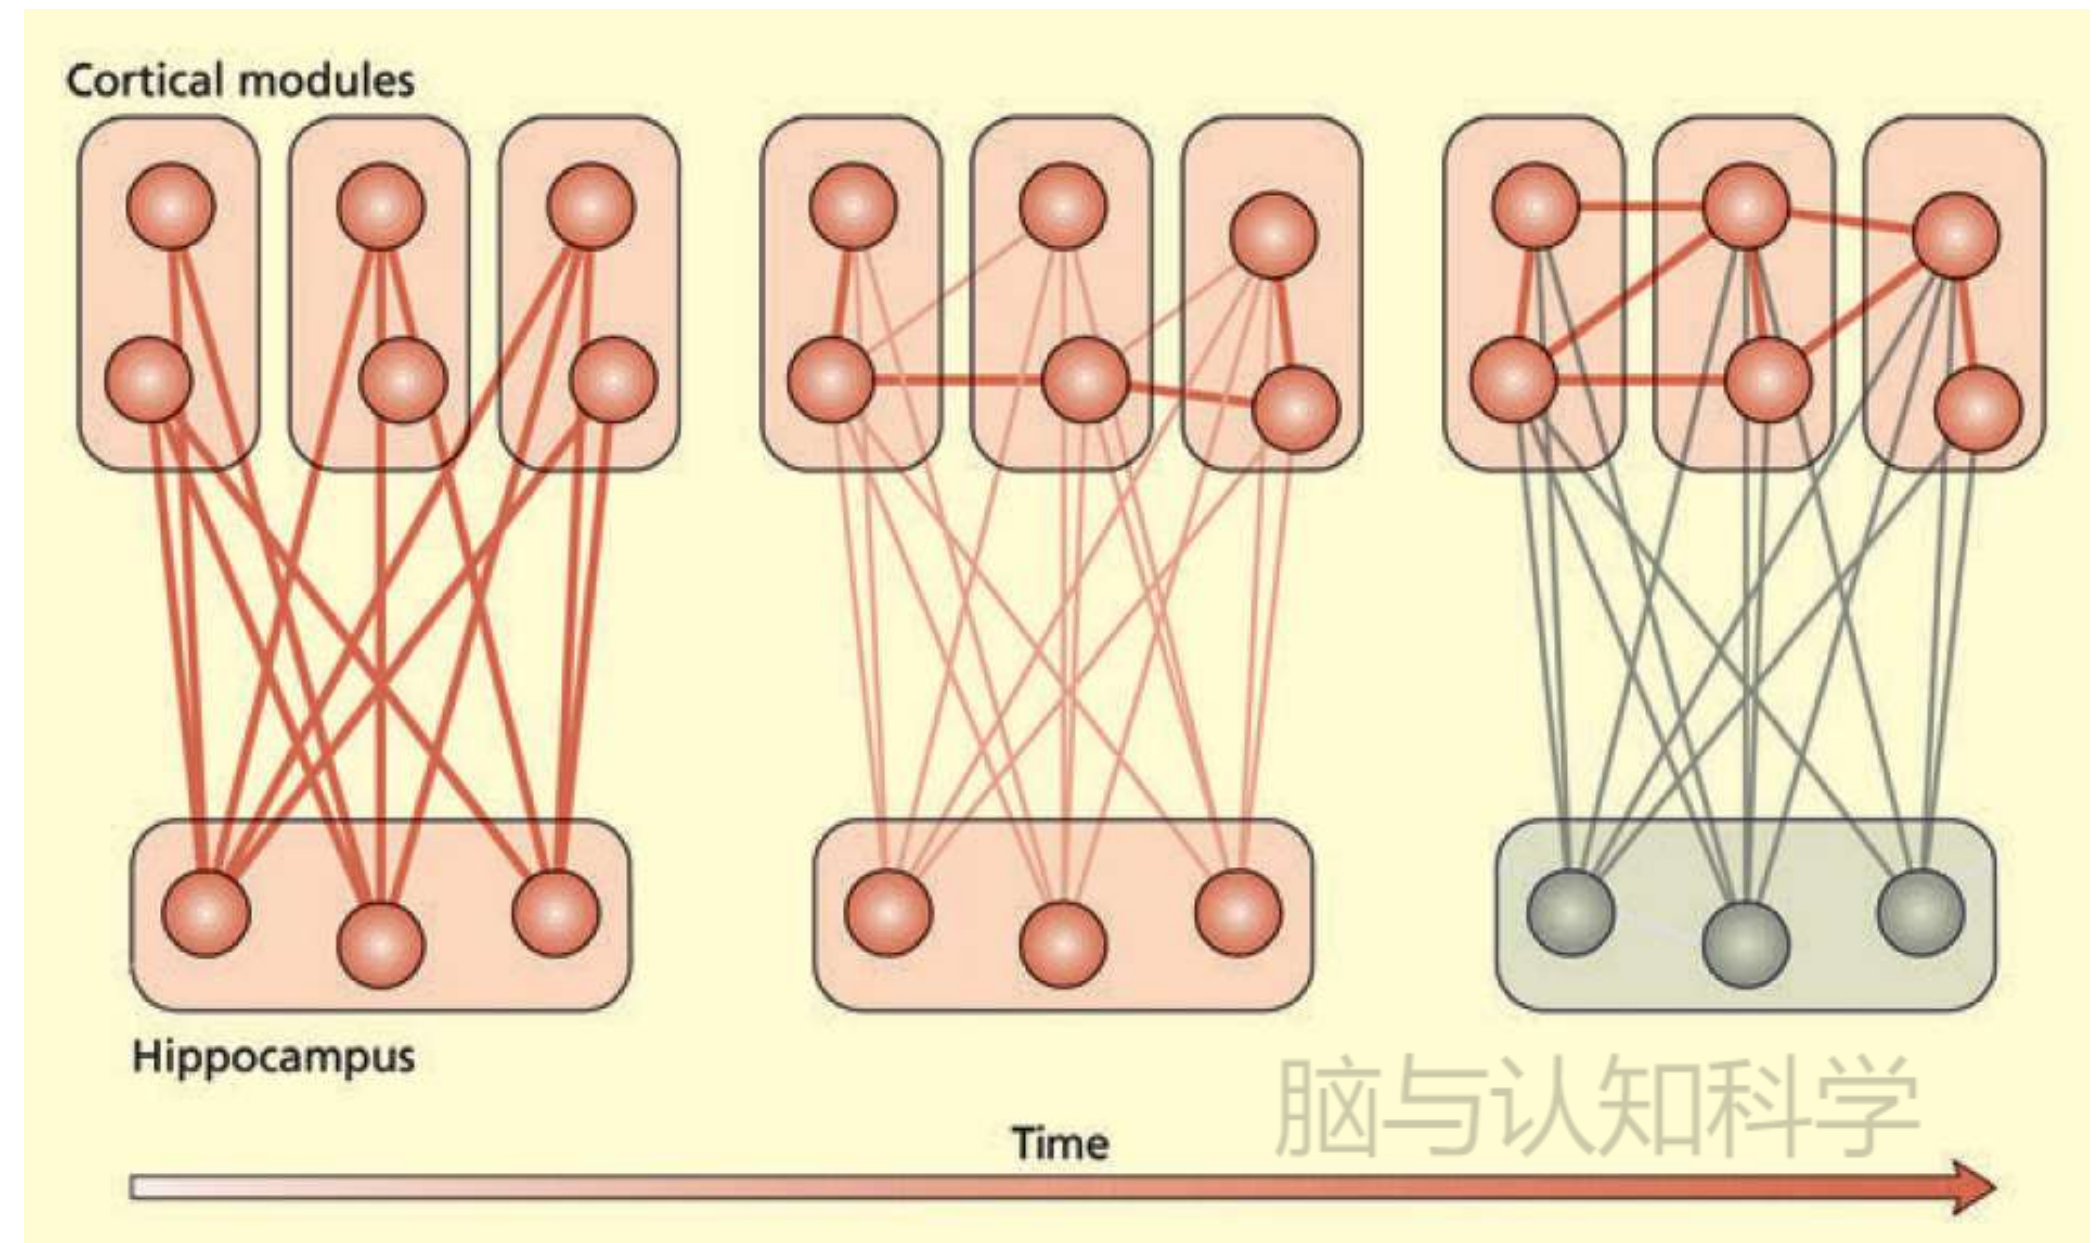 Cortical modules
Hippocampus
脑与认知科学
Time